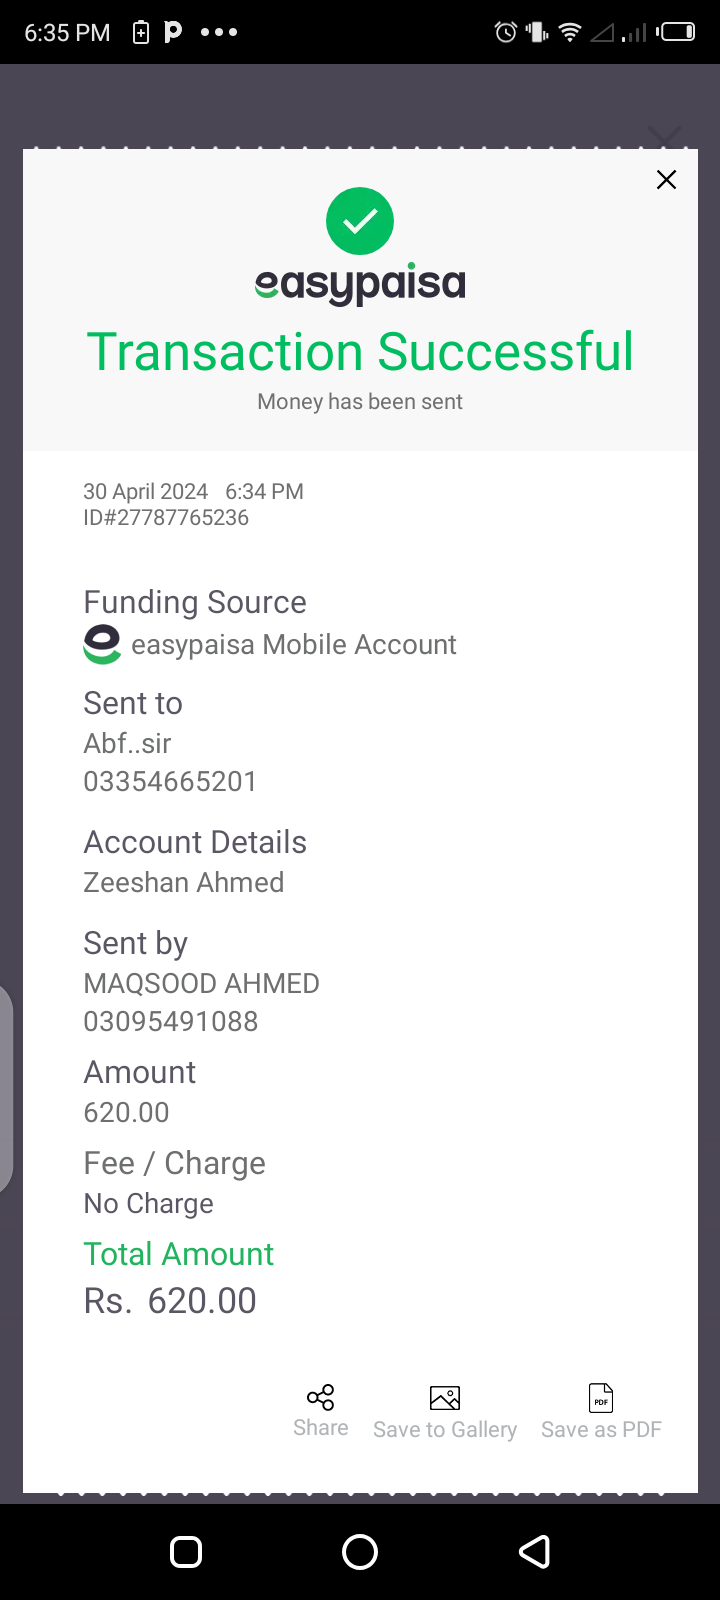 6:35 PM
easypaisa
Transaction Successful
Money has been sent
30 April 2024 6:34 PM
ID#27787765236
Funding Source
easypaisa Mobile Account
Sent to
Abf..sir
03354665201
Account Details
Zeeshan Ahmed
Sent by
MAQSOOD AHMED
03095491088
Amount
620.00
Fee / Charge
No Charge
Total Amount
Rs. 620.00
PDF
Share Save to Gallery Save as PDF